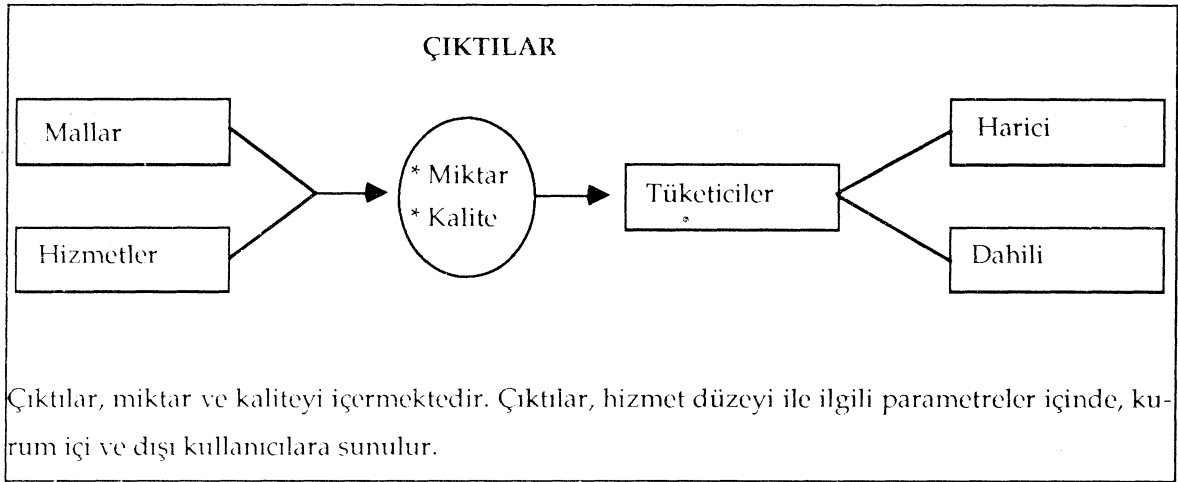 ÇIKTILAR
Mallar
Hizmetler
* Miktar
* Kalite
Tüketiciler
Harici
Dahili
Çıktılar, miktar ve kaliteyi içermektedir. Çıktılar, hizmet düzeyi ile ilgili parametreler içinde, ku-
rum içi ve dışı kullanıcılara sunulur.